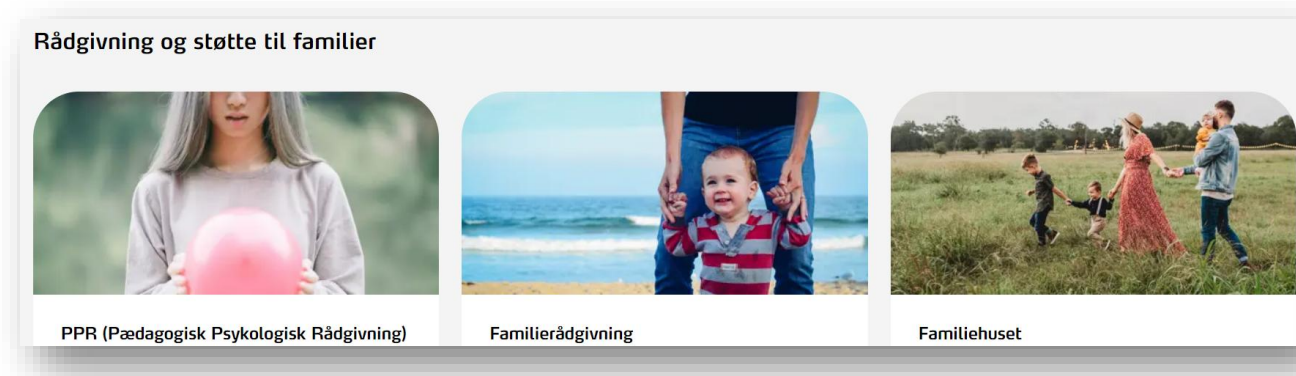 Rådgivning og støtte til familier
PPR (Pædagogisk Psykologisk Rådgivning)
Familierådgivning
Familiehuset